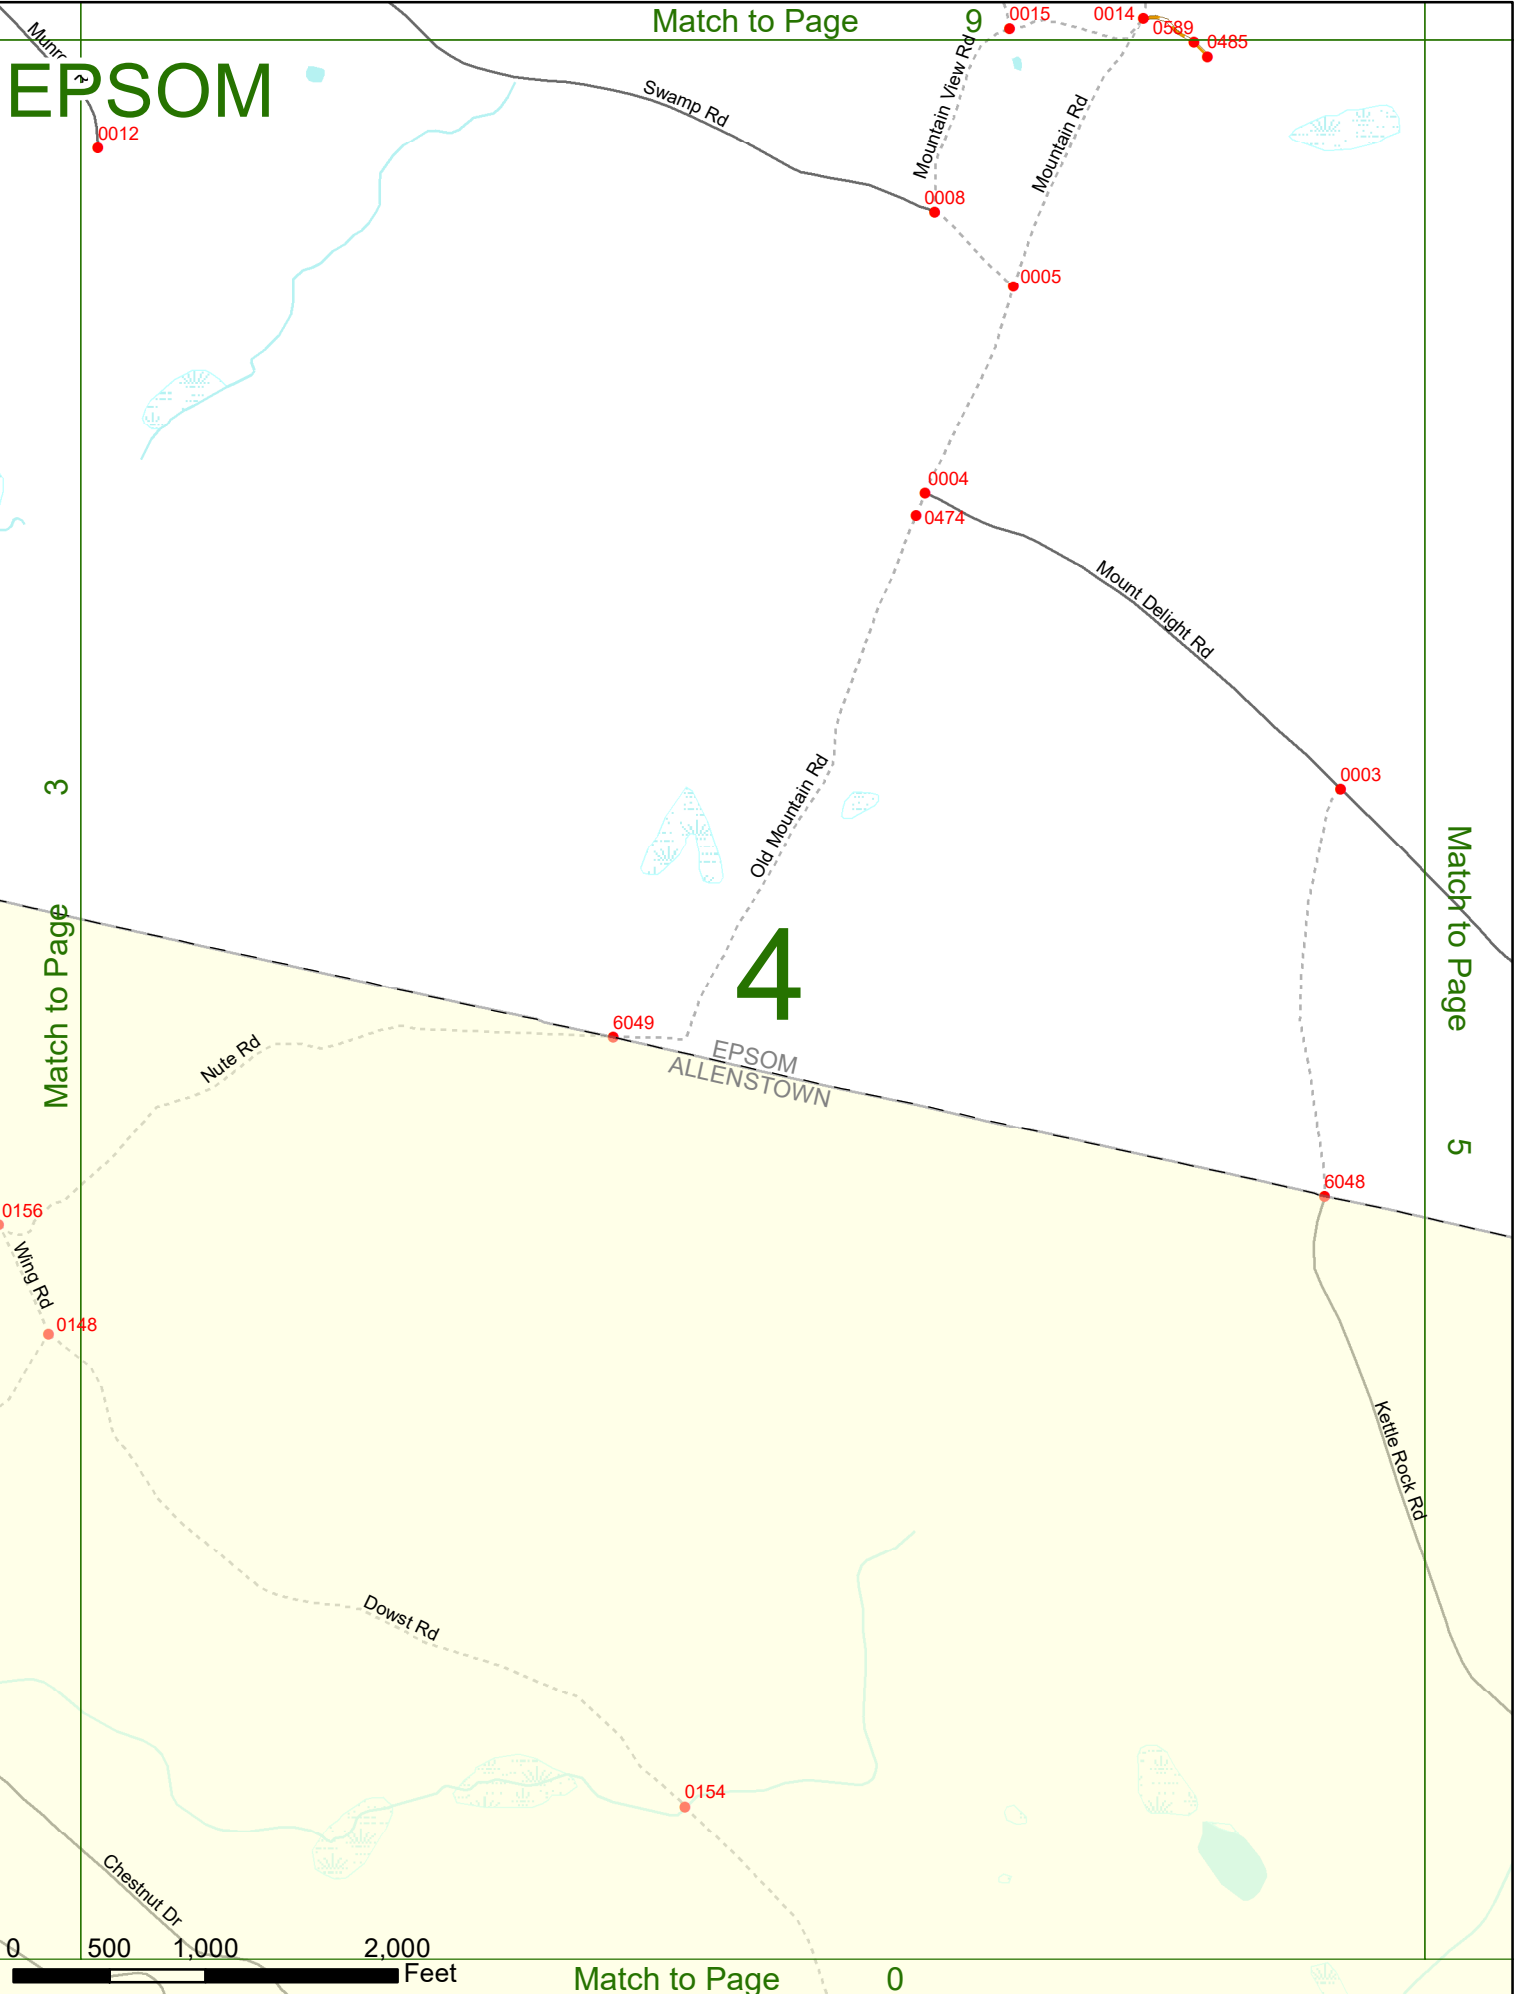 Match to Page 9
0015
0014
0589
0485
EPSOM
0012
Swamp Rd
Mountain View Rd
Mountain Rd
0008
0005
0004
0474
Mount Delight Rd
0003
Old Mountain Rd
Match to Page 3
Match to Page 5
4
6049
EPSOM
ALLENSTOWN
Nute Rd
6048
0156
Wing Rd
0148
Kettle Rock Rd
Dowst Rd
0154
Chestnut Dr
0 500 1,000 2,000
Feet
Match to Page 0